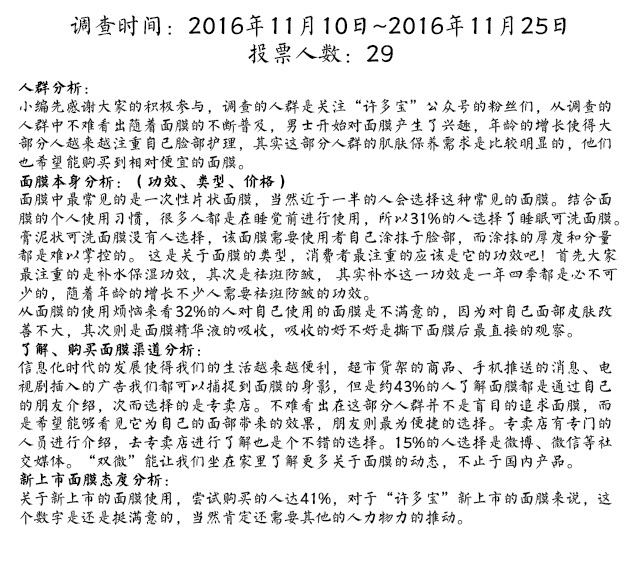 调查时间：2016年11月10日~2016年11月25日
投票人数：29
人群分析：
小编先感谢大家的积极参与，调查的人群是关注“许多宝”公众号的粉丝们，从调查的
人群中不难看出随着面膜的不断普及，男士开始对面膜产生了兴趣，年龄的增长使得大
部分人越来越注重自己脸部护理，其实这部分人群的肌肤保养需求是比较明显的，他们
也希望能购买到相对便宜的面膜。
面膜本身分析：（功效、类型、价格）
面膜中最常见的是一次性片状面膜，当然近于一半的人会选择这种常见的面膜。结合面
膜的个人使用习惯，很多人都是在睡觉前进行使用，所以31%的人选择了睡眠可洗面膜。
膏泥状可洗面膜没有人选择，该面膜需要使用者自己涂抹于脸部，而涂抹的厚度和分量
都是难以掌控的。 这是关于面膜的类型，消费者最注重的应该是它的功效吧！首先大家
最注重的是补水保湿功效，其次是祛斑防皱， 其实补水这一功效是一年四季都是必不可
少的，随着年龄的增长不少人需要祛斑防皱的功效。
从面膜的使用烦恼来看32%的人对自己使用的面膜是不满意的，因为对自己面部皮肤改
善不大，其次则是面膜精华液的吸收，吸收的好不好是撕下面膜后最直接的观察。
了解、购买面膜渠道分析：
信息化时代的发展使得我们的生活越来越便利，超市货架的商品、手机推送的消息、电
视剧插入的广告我们都可以捕捉到面膜的身影，但是约43%的人了解面膜都是通过自己
的朋友介绍，次而选择的是专卖店。不难看出在这部分人群并不是盲目的追求面膜，而
是希望能够看见它为自己的面部带来的效果，朋友则最为便捷的选择。专卖店有专门的
人员进行介绍，去专卖店进行了解也是个不错的选择。15%的人选择是微博、微信等社
交媒体。“双微”能让我们坐在家里了解更多关于面膜的动态，不止于国内产品。
新上市面膜态度分析：
关于新上市的面膜使用，尝试购买的人达41%，对于“许多宝”新上市的面膜来说，这
个数字是还是挺满意的，当然肯定还需要其他的人力物力的推动。